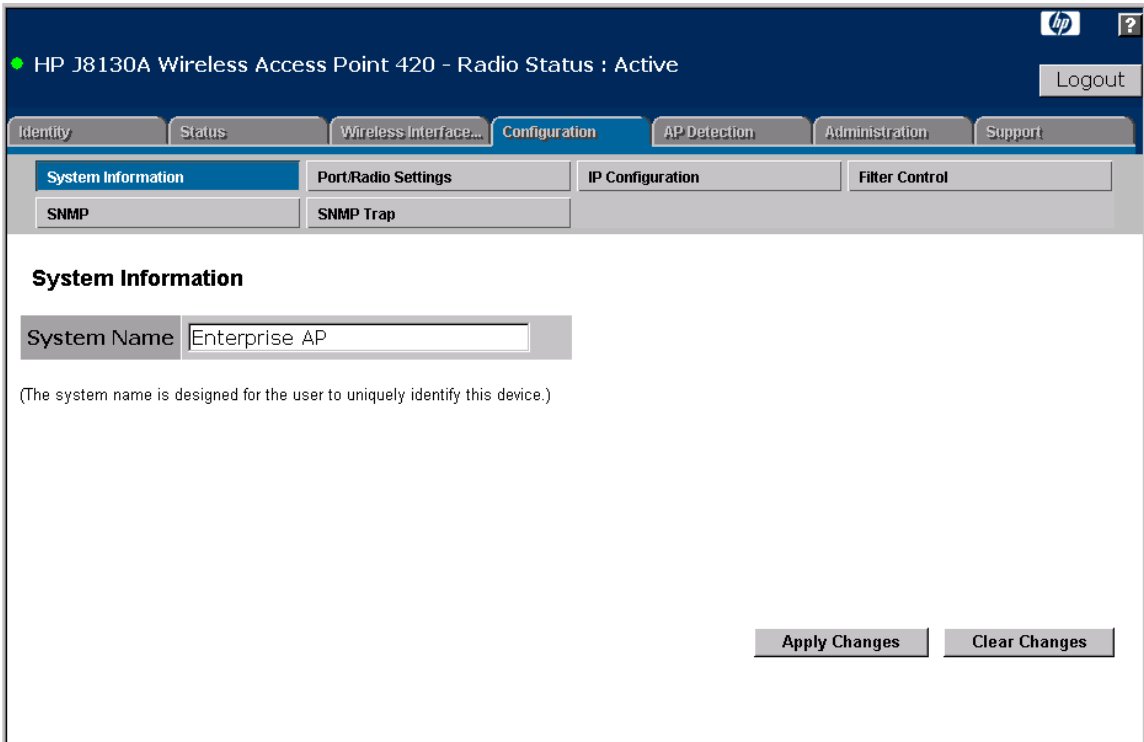 hp ?
HP J8130A Wireless Access Point 420 - Radio Status : Active
Logout
Identity Status Wireless Interface... Configuration AP Detection Administration Support
System Information Port/Radio Settings IP Configuration Filter Control
SNMP SNMP Trap
System Information
System Name Enterprise AP
(The system name is designed for the user to uniquely identify this device.)
Apply Changes Clear Changes